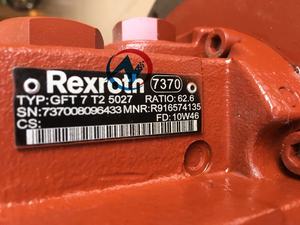 Rexroth 7370
TYP:GFT 7 T2 5027 RATIO:62.6
SN:737008096433 MNR:R916574135
CS: FD:10W46